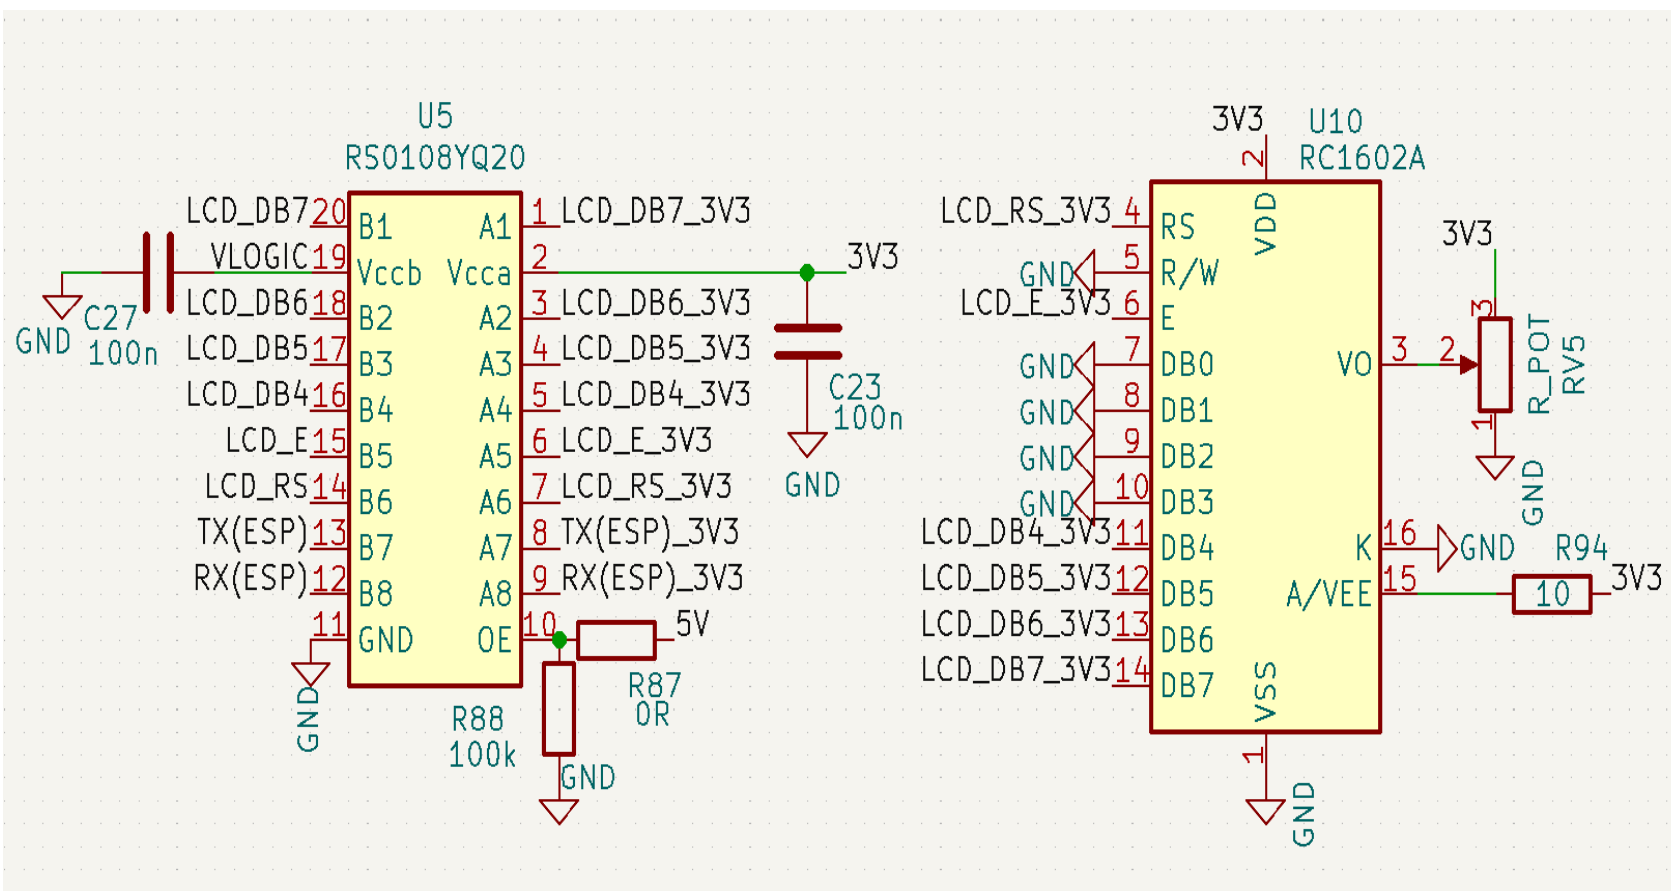 U5
RS0108YQ20
LCD_DB7 20 B1 A1 1 LCD_DB7_3V3
VLOGIC 19 Vccb Vcca 2 3V3
LCD_DB6 18 B2 A2 3 LCD_DB6_3V3
LCD_DB5 17 B3 A3 4 LCD_DB5_3V3
LCD_DB4 16 B4 A4 5 LCD_DB4_3V3
LCD_E 15 B5 A5 6 LCD_E_3V3
LCD_RS 14 B6 A6 7 LCD_RS_3V3
TX(ESP) 13 B7 A7 8 TX(ESP)_3V3
RX(ESP) 12 B8 A8 9 RX(ESP)_3V3
11 GND OE 10 5V
GND
C27
100n
GND
C23
100n
GND
R87
0R
R88
100k
GND
3V3
U10
RC1602A
2
VDD
LCD_RS_3V3 4 RS
GND 5 R/W
LCD_E_3V3 6 E
GND 7 DB0
GND 8 DB1
GND 9 DB2
GND 10 DB3
LCD_DB4_3V3 11 DB4
LCD_DB5_3V3 12 DB5
LCD_DB6_3V3 13 DB6
LCD_DB7_3V3 14 DB7
VSS
1
GND
3V3
3
VO 3 2
R_POT
RV5
1
GND
K 16 GND
R94
A/VEE 15 10 3V3